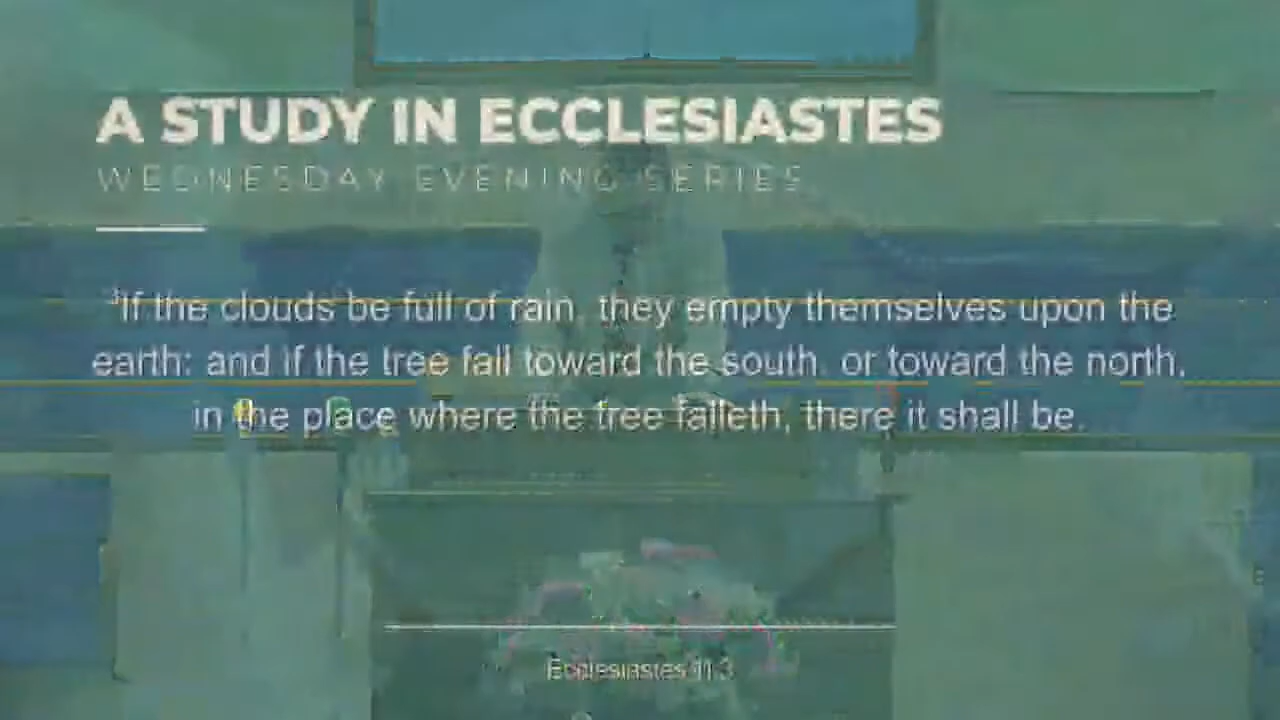 A STUDY IN ECCLESIASTES
WEDNESDAY EVENING SERIES
³If the clouds be full of rain, they empty themselves upon the
earth: and if the tree fall toward the south, or toward the north,
in the place where the tree falleth, there it shall be.
Ecclesiastes 11:3